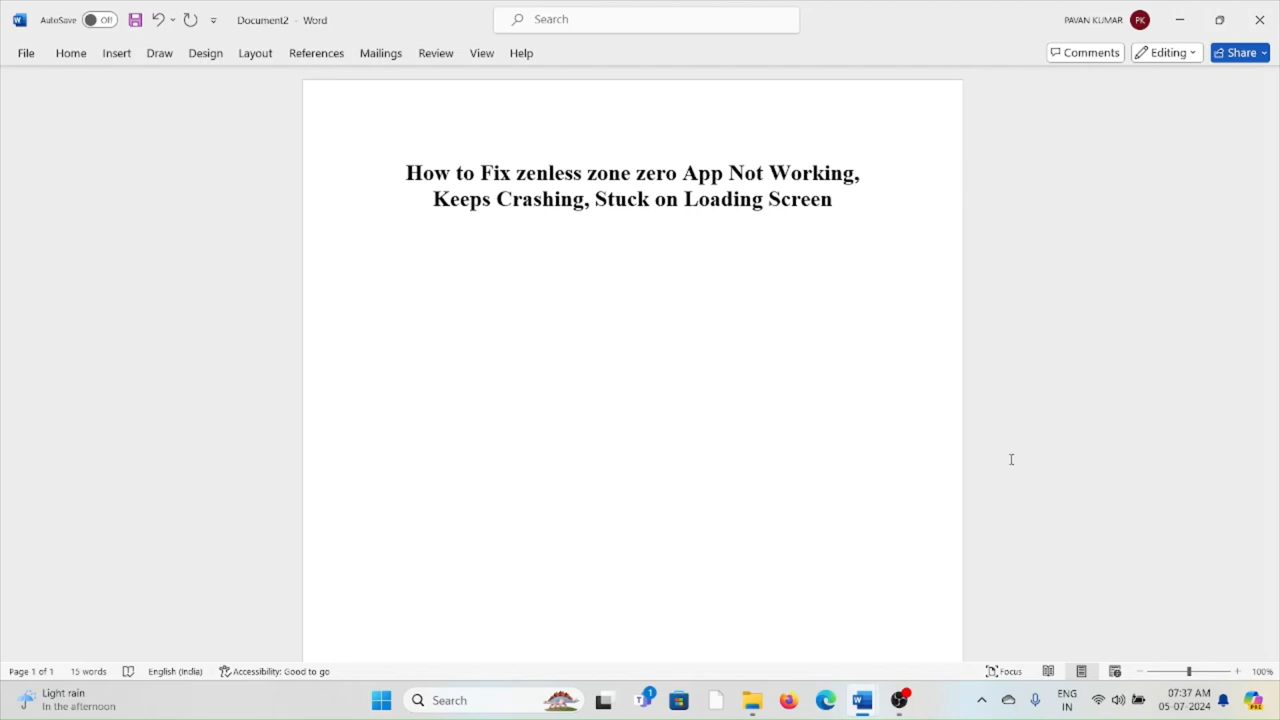 AutoSave Off Document2 - Word Search PAVAN KUMAR PK
File Home Insert Draw Design Layout References Mailings Review View Help Comments Editing Share
How to Fix zenless zone zero App Not Working,
Keeps Crashing, Stuck on Loading Screen
Page 1 of 1 15 words English (India) Accessibility: Good to go Focus 100%
Light rain
In the afternoon
Search
1
ENG
IN
07:37 AM
05-07-2024